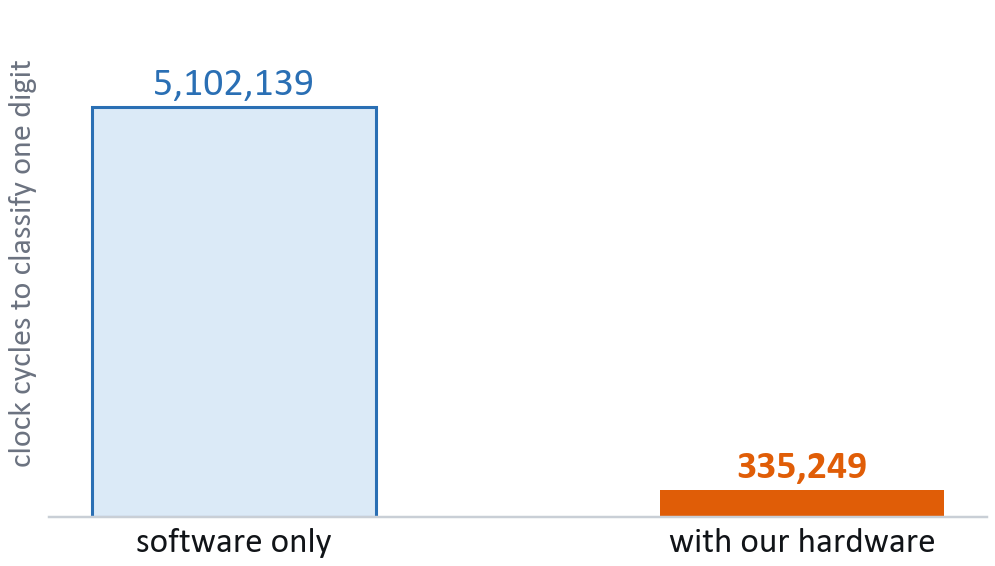 clock cycles to classify one digit
5,102,139
335,249
software only
with our hardware